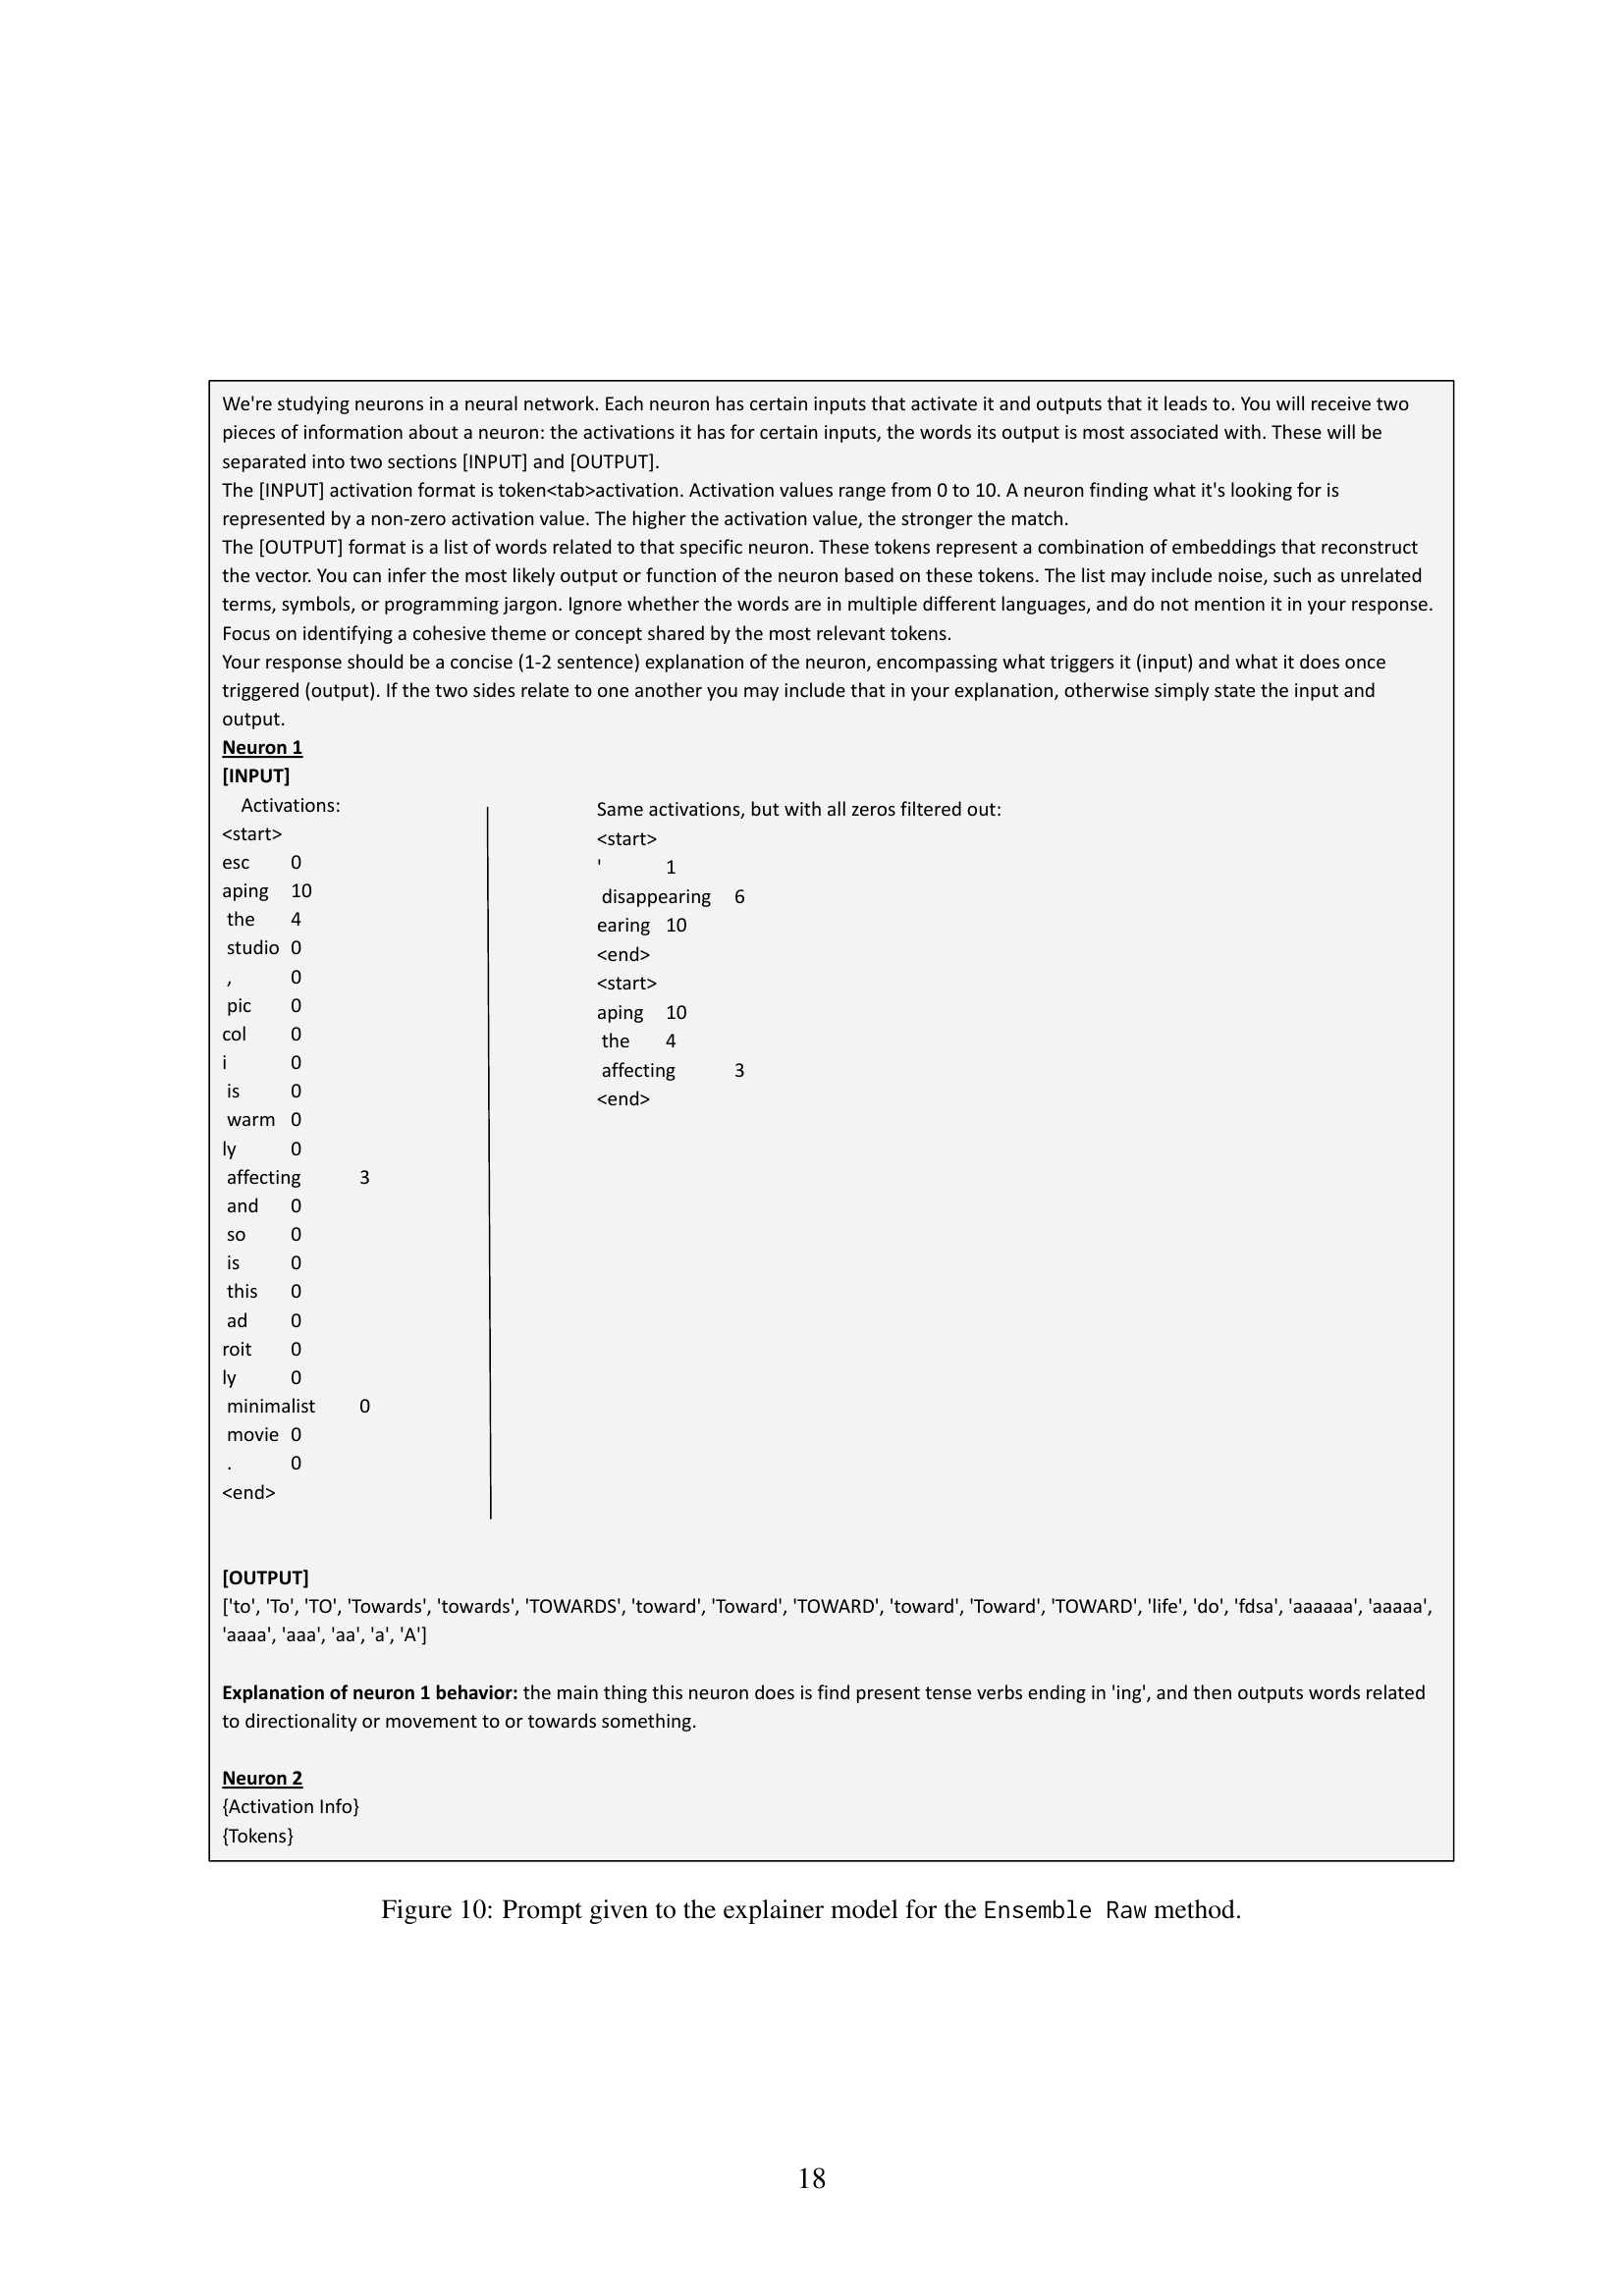 We're studying neurons in a neural network. Each neuron has certain inputs that activate it and outputs that it leads to. You will receive two
pieces of information about a neuron: the activations it has for certain inputs, the words its output is most associated with. These will be
separated into two sections [INPUT] and [OUTPUT].
The [INPUT] activation format is token<tab>activation. Activation values range from 0 to 10. A neuron finding what it's looking for is
represented by a non-zero activation value. The higher the activation value, the stronger the match.
The [OUTPUT] format is a list of words related to that specific neuron. These tokens represent a combination of embeddings that reconstruct
the vector. You can infer the most likely output or function of the neuron based on these tokens. The list may include noise, such as unrelated
terms, symbols, or programming jargon. Ignore whether the words are in multiple different languages, and do not mention it in your response.
Focus on identifying a cohesive theme or concept shared by the most relevant tokens.
Your response should be a concise (1-2 sentence) explanation of the neuron, encompassing what triggers it (input) and what it does once
triggered (output). If the two sides relate to one another you may include that in your explanation, otherwise simply state the input and
output.
Neuron 1
[INPUT]
Activations:
<start>
esc 0
aping 10
the 4
studio 0
, 0
pic 0
col 0
i 0
is 0
warm 0
ly 0
affecting 3
and 0
so 0
is 0
this 0
ad 0
roit 0
ly 0
minimalist 0
movie 0
. 0
<end>
Same activations, but with all zeros filtered out:
<start>
' 1
disappearing 6
earing 10
<end>
<start>
aping 10
the 4
affecting 3
<end>
[OUTPUT]
['to', 'To', 'TO', 'Towards', 'towards', 'TOWARDS', 'toward', 'Toward', 'TOWARD', 'toward', 'Toward', 'TOWARD', 'life', 'do', 'fdsa', 'aaaaaa', 'aaaaa',
'aaaa', 'aaa', 'aa', 'a', 'A']
Explanation of neuron 1 behavior: the main thing this neuron does is find present tense verbs ending in 'ing', and then outputs words related
to directionality or movement to or towards something.
Neuron 2
{Activation Info}
{Tokens}
Figure 10: Prompt given to the explainer model for the Ensemble Raw method.
18